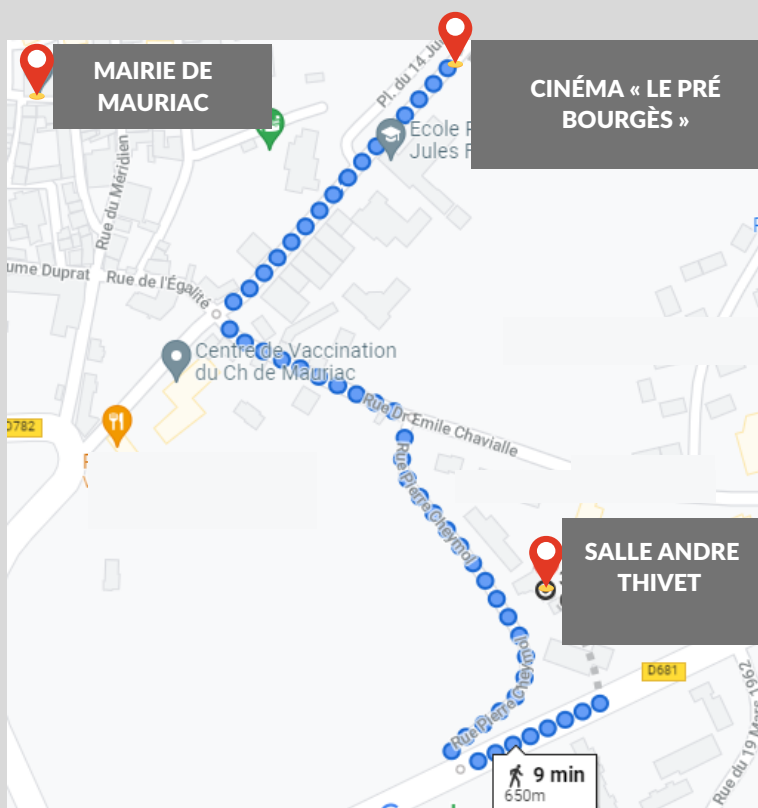 MAIRIE DE
MAURIAC
CINÉMA « LE PRÉ
BOURGÈS »
Pl. du 14 Jui
Ecole
Jules
Rue du Méridien
ume Duprat
Rue de l'Égalité
Centre de Vaccination
du Ch de Mauriac
Rue Dr Emile Chavialle
D782
Rue Pierre Cheymol
SALLE ANDRE
THIVET
D681
Rue Pierre Cheymol
Rue du 19 Mars 1962
9 min
650m